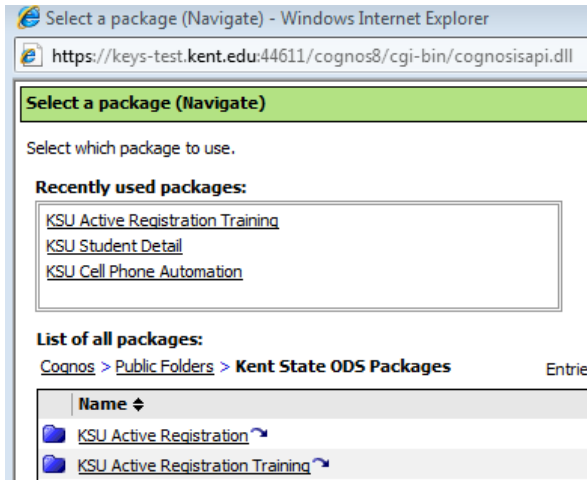 Select a package (Navigate) - Windows Internet Explorer
https://keys-test.kent.edu:44611/cognos8/cgi-bin/cognosisapi.dll
Select a package (Navigate)
Select which package to use.
Recently used packages:
KSU Active Registration Training
KSU Student Detail
KSU Cell Phone Automation
List of all packages:
Cognos > Public Folders > Kent State ODS Packages Entrie
Name
KSU Active Registration
KSU Active Registration Training